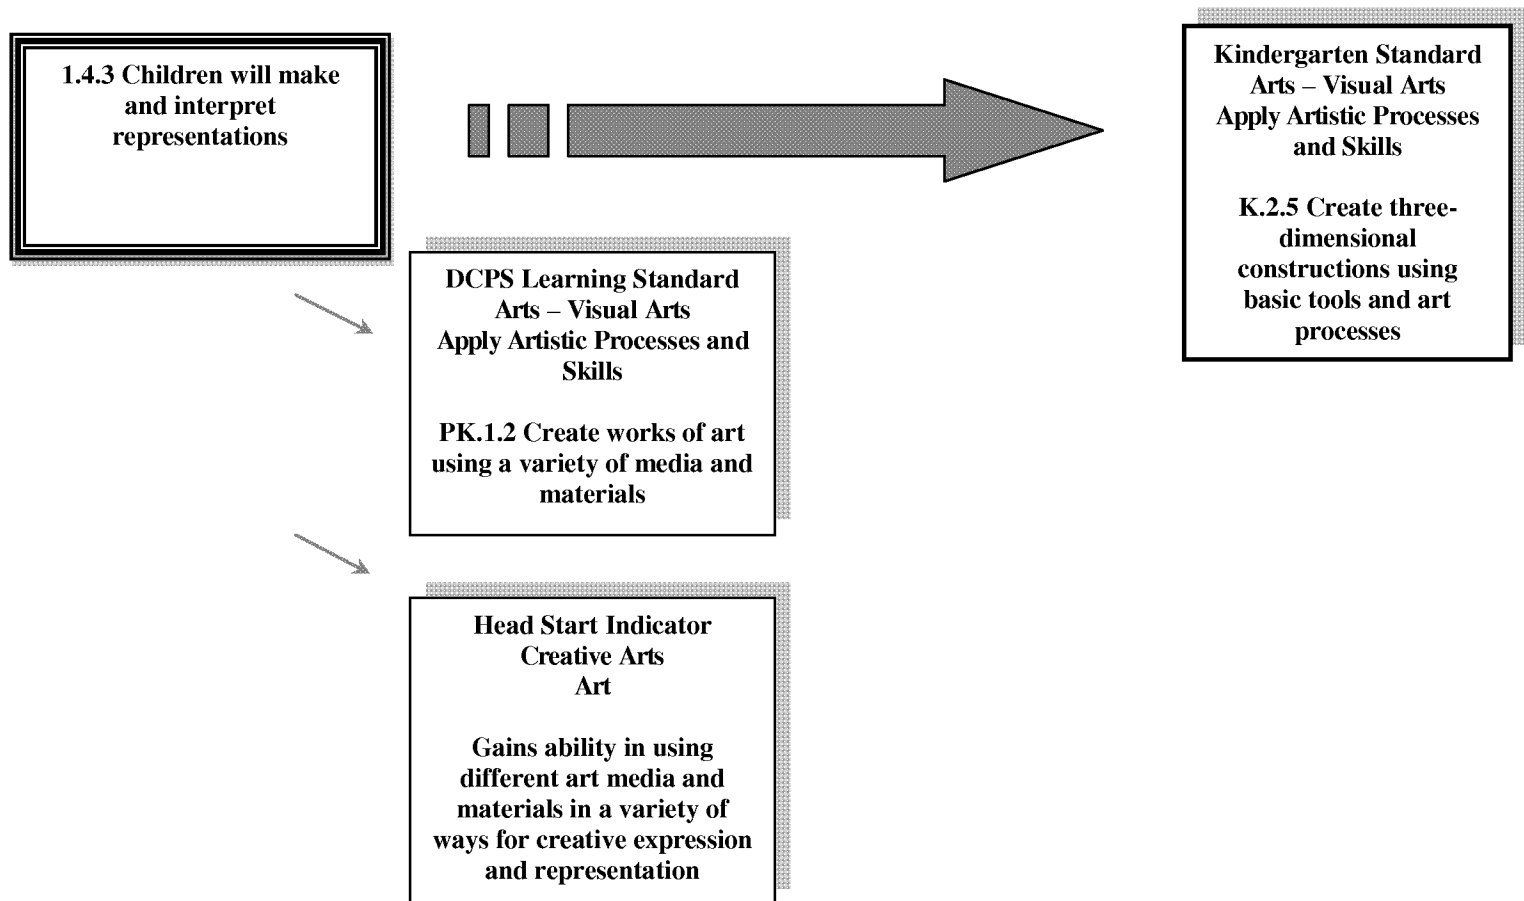 1.4.3 Children will make
and interpret
representations
Kindergarten Standard
Arts – Visual Arts
Apply Artistic Processes
and Skills
K.2.5 Create three-
dimensional
constructions using
basic tools and art
processes
DCPS Learning Standard
Arts – Visual Arts
Apply Artistic Processes and
Skills
PK.1.2 Create works of art
using a variety of media and
materials
Head Start Indicator
Creative Arts
Art
Gains ability in using
different art media and
materials in a variety of
ways for creative expression
and representation